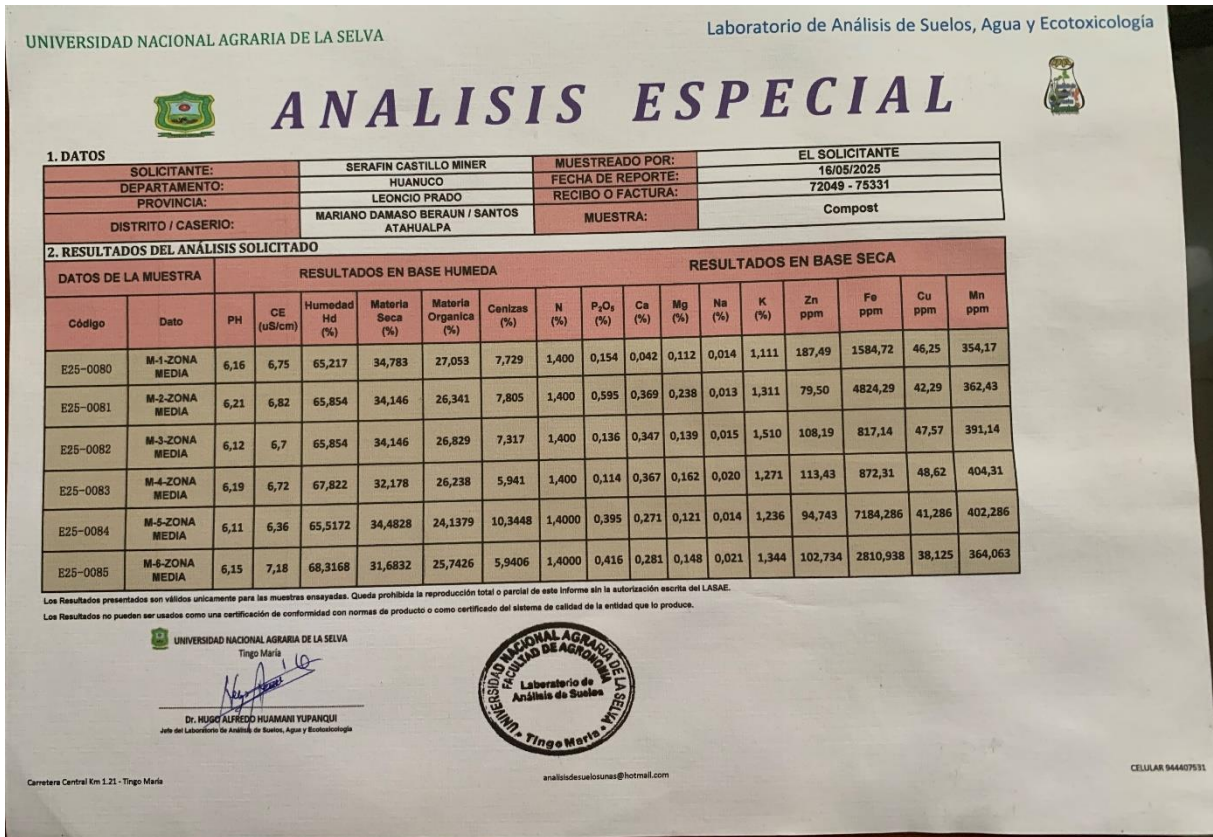 UNIVERSIDAD NACIONAL AGRARIA DE LA SELVA
Laboratorio de Análisis de Suelos, Agua y Ecotoxicología
ANALISIS ESPECIAL
1. DATOS
SOLICITANTE: SERAFIN CASTILLO MINER MUESTREADO POR: EL SOLICITANTE
DEPARTAMENTO: HUANUCO FECHA DE REPORTE: 16/05/2025
PROVINCIA: LEONCIO PRADO RECIBO O FACTURA: 72049 - 75331
DISTRITO / CASERIO: MARIANO DAMASO BERAUN / SANTOS ATAHUALPA MUESTRA: Compost
2. RESULTADOS DEL ANÁLISIS SOLICITADO
DATOS DE LA MUESTRA RESULTADOS EN BASE HUMEDA RESULTADOS EN BASE SECA
Código Dato PH CE (uS/cm) Humedad Hd (%) Materia Seca (%) Materia Organica (%) Cenizas (%) N (%) P₂O₅ (%) Ca (%) Mg (%) Na (%) K (%) Zn ppm Fe ppm Cu ppm Mn ppm
E25-0080 M-1-ZONA MEDIA 6,16 6,75 65,217 34,783 27,053 7,729 1,400 0,154 0,042 0,112 0,014 1,111 187,49 1584,72 46,25 354,17
E25-0081 M-2-ZONA MEDIA 6,21 6,82 65,854 34,146 26,341 7,805 1,400 0,595 0,369 0,238 0,013 1,311 79,50 4824,29 42,29 362,43
E25-0082 M-3-ZONA MEDIA 6,12 6,7 65,854 34,146 26,829 7,317 1,400 0,136 0,347 0,139 0,015 1,510 108,19 817,14 47,57 391,14
E25-0083 M-4-ZONA MEDIA 6,19 6,72 67,822 32,178 26,238 5,941 1,400 0,114 0,367 0,162 0,020 1,271 113,43 872,31 48,62 404,31
E25-0084 M-5-ZONA MEDIA 6,11 6,36 65,5172 34,4828 24,1379 10,3448 1,4000 0,395 0,271 0,121 0,014 1,236 94,743 7184,286 41,286 402,286
E25-0085 M-6-ZONA MEDIA 6,15 7,18 68,3168 31,6832 25,7426 5,9406 1,4000 0,416 0,281 0,148 0,021 1,344 102,734 2810,938 38,125 364,063
Los Resultados presentados son válidos unicamente para las muestras ensayadas. Queda prohibida la reproducción total o parcial de este informe sin la autorización escrita del LASAE.
Los Resultados no pueden ser usados como una certificación de conformidad con normas de producto o como certificado del sistema de calidad de la entidad que lo produce.
UNIVERSIDAD NACIONAL AGRARIA DE LA SELVA
Tingo María
Dr. HUGO ALFREDO HUAMANI YUPANQUI
Jefe del Laboratorio de Análisis de Suelos, Agua y Ecotoxicología
UNIVERSIDAD NACIONAL AGRARIA DE LA SELVA
FACULTAD DE AGRONOMIA
Laboratorio de
Análisis de Suelos
Tingo Maria
Carretera Central Km 1.21 - Tingo María
analisisdesuelosunas@hotmail.com
CELULAR 944407531